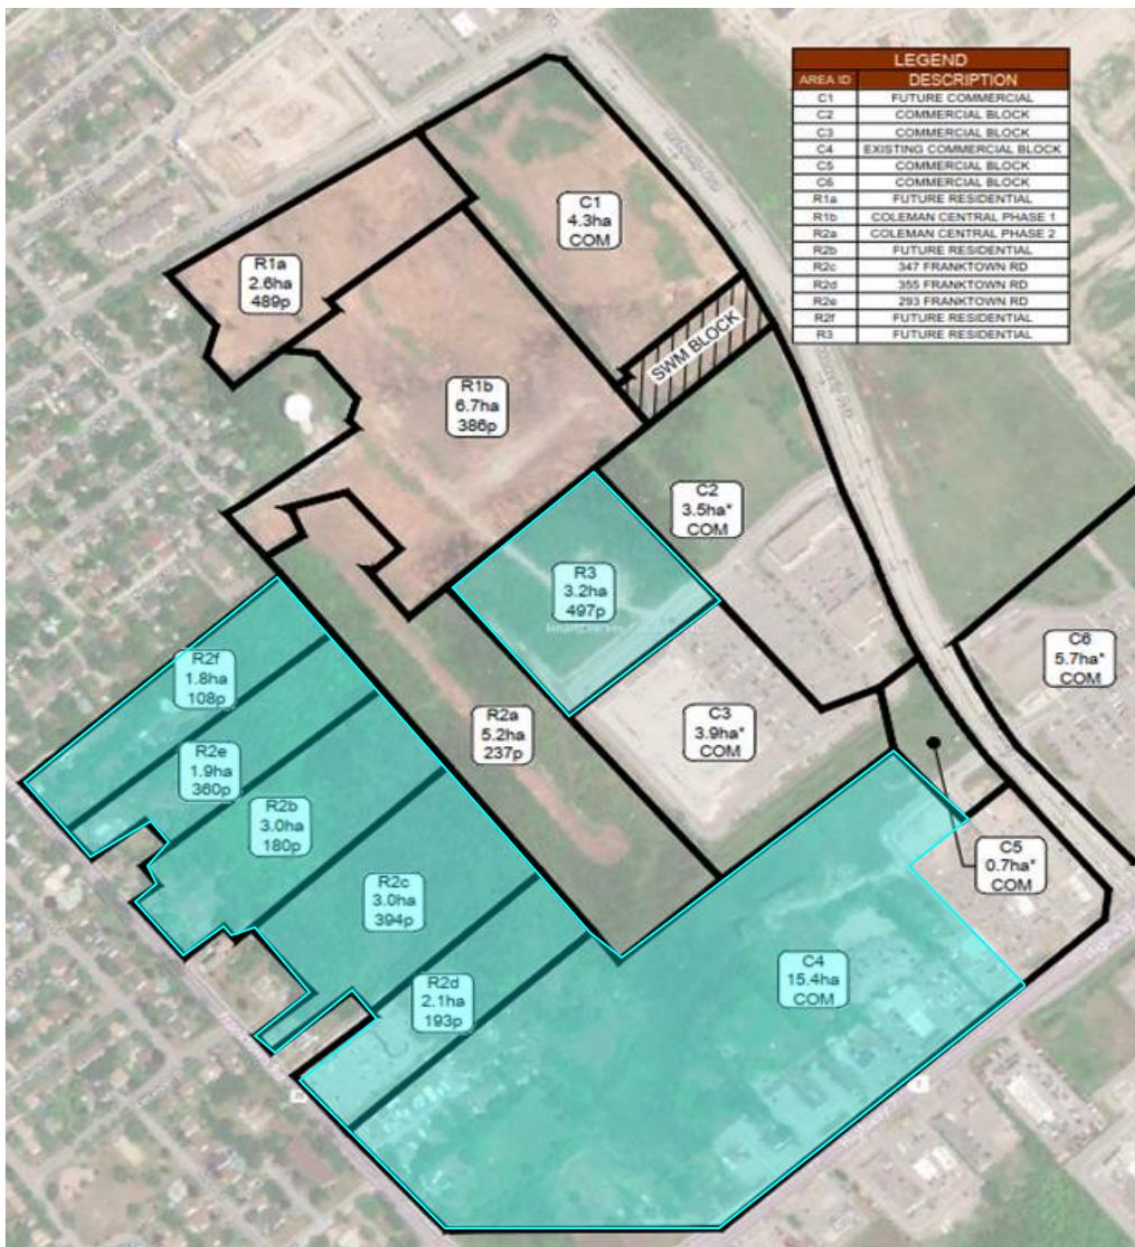 LEGEND
AREA ID DESCRIPTION
C1 FUTURE COMMERCIAL
C2 COMMERCIAL BLOCK
C3 COMMERCIAL BLOCK
C4 EXISTING COMMERCIAL BLOCK
C5 COMMERCIAL BLOCK
C6 COMMERCIAL BLOCK
R1a FUTURE RESIDENTIAL
R1b COLEMAN CENTRAL PHASE 1
R2a COLEMAN CENTRAL PHASE 2
R2b FUTURE RESIDENTIAL
R2c 347 FRANKTOWN RD
R2d 355 FRANKTOWN RD
R2e 293 FRANKTOWN RD
R2f FUTURE RESIDENTIAL
R3 FUTURE RESIDENTIAL
C1
4.3ha
COM
R1a
2.6ha
489p
SWM BLOCK
R1b
6.7ha
386p
C2
3.5ha*
COM
R3
3.2ha
497p
C6
5.7ha*
COM
R2f
1.8ha
108p
R2a
5.2ha
237p
C3
3.9ha*
COM
R2e
1.9ha
360p
R2b
3.0ha
180p
C5
0.7ha*
COM
R2c
3.0ha
394p
C4
15.4ha
COM
R2d
2.1ha
193p